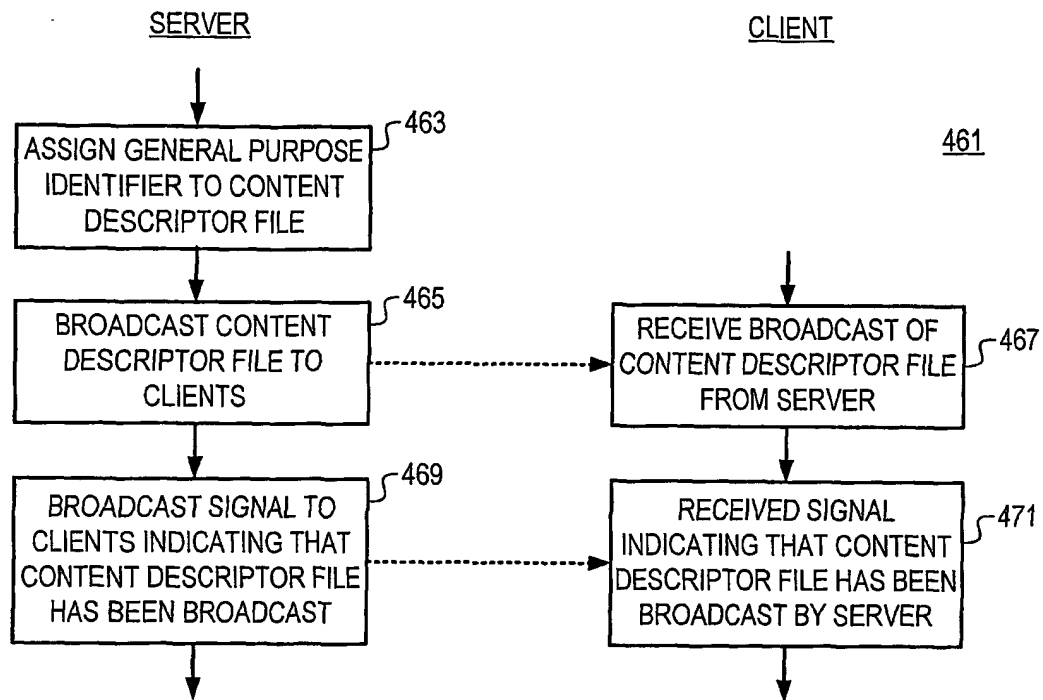 SERVER
CLIENT
461
463
ASSIGN GENERAL PURPOSE
IDENTIFIER TO CONTENT
DESCRIPTOR FILE
465
BROADCAST CONTENT
DESCRIPTOR FILE TO
CLIENTS
467
RECEIVE BROADCAST OF
CONTENT DESCRIPTOR FILE
FROM SERVER
469
BROADCAST SIGNAL TO
CLIENTS INDICATING THAT
CONTENT DESCRIPTOR FILE
HAS BEEN BROADCAST
471
RECEIVED SIGNAL
INDICATING THAT CONTENT
DESCRIPTOR FILE HAS BEEN
BROADCAST BY SERVER